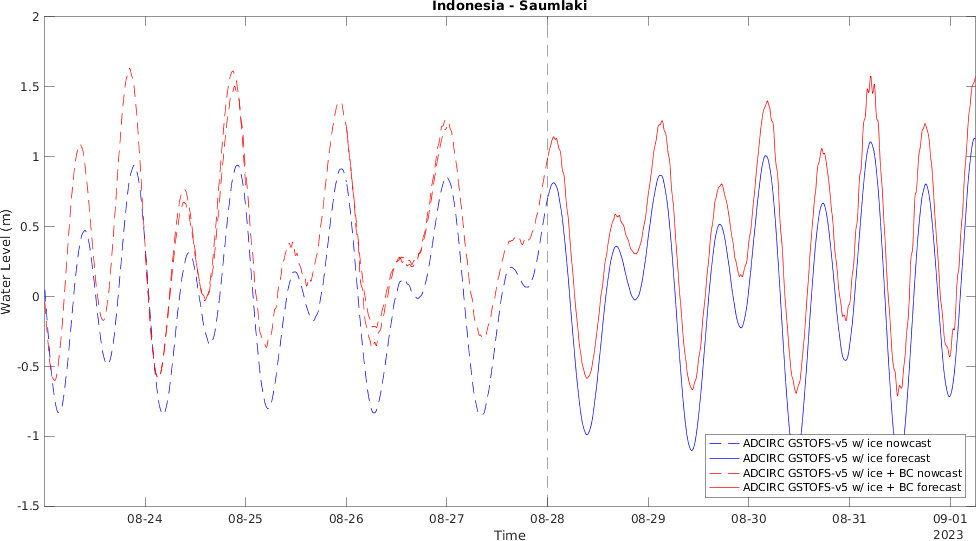 Indonesia - Saumlaki
2
1.5
1
0.5
0
-0.5
-1
-1.5
Water Level (m)
ADCIRC GSTOFS-v5 w/ ice nowcast
ADCIRC GSTOFS-v5 w/ ice forecast
ADCIRC GSTOFS-v5 w/ ice + BC nowcast
ADCIRC GSTOFS-v5 w/ ice + BC forecast
08-24 08-25 08-26 08-27 08-28 08-29 08-30 08-31 09-01
2023
Time